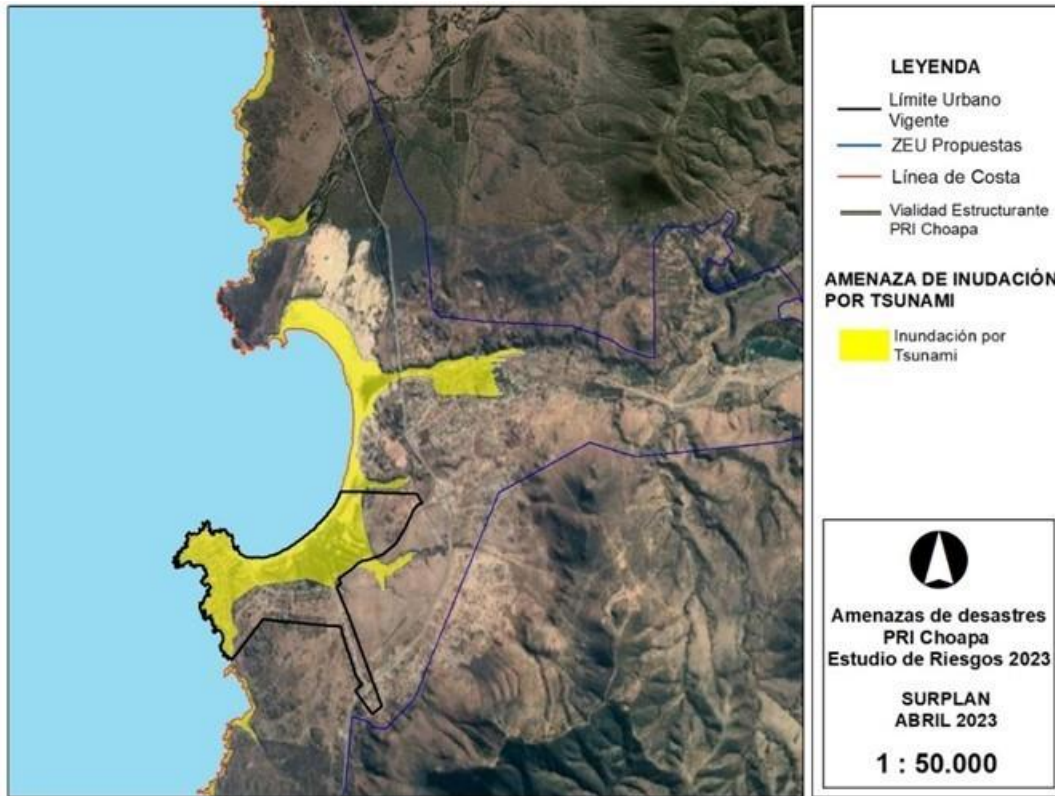 LEYENDA
Límite Urbano
Vigente
ZEU Propuestas
Línea de Costa
Vialidad Estructurante
PRI Choapa
AMENAZA DE INUDACIÓN
POR TSUNAMI
Inundación por
Tsunami
Amenazas de desastres
PRI Choapa
Estudio de Riesgos 2023
SURPLAN
ABRIL 2023
1 : 50.000